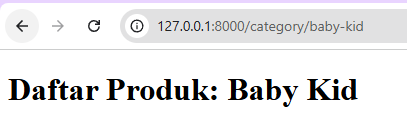 127.0.0.1:8000/category/baby-kid
Daftar Produk: Baby Kid